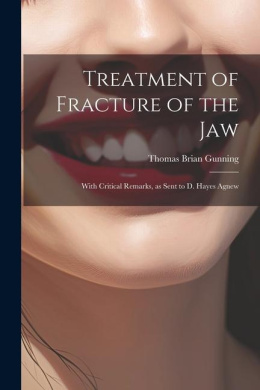 Treatment of
Fracture of the
Jaw
Thomas Brian Gunning
With Critical Remarks, as Sent to D. Hayes Agnew